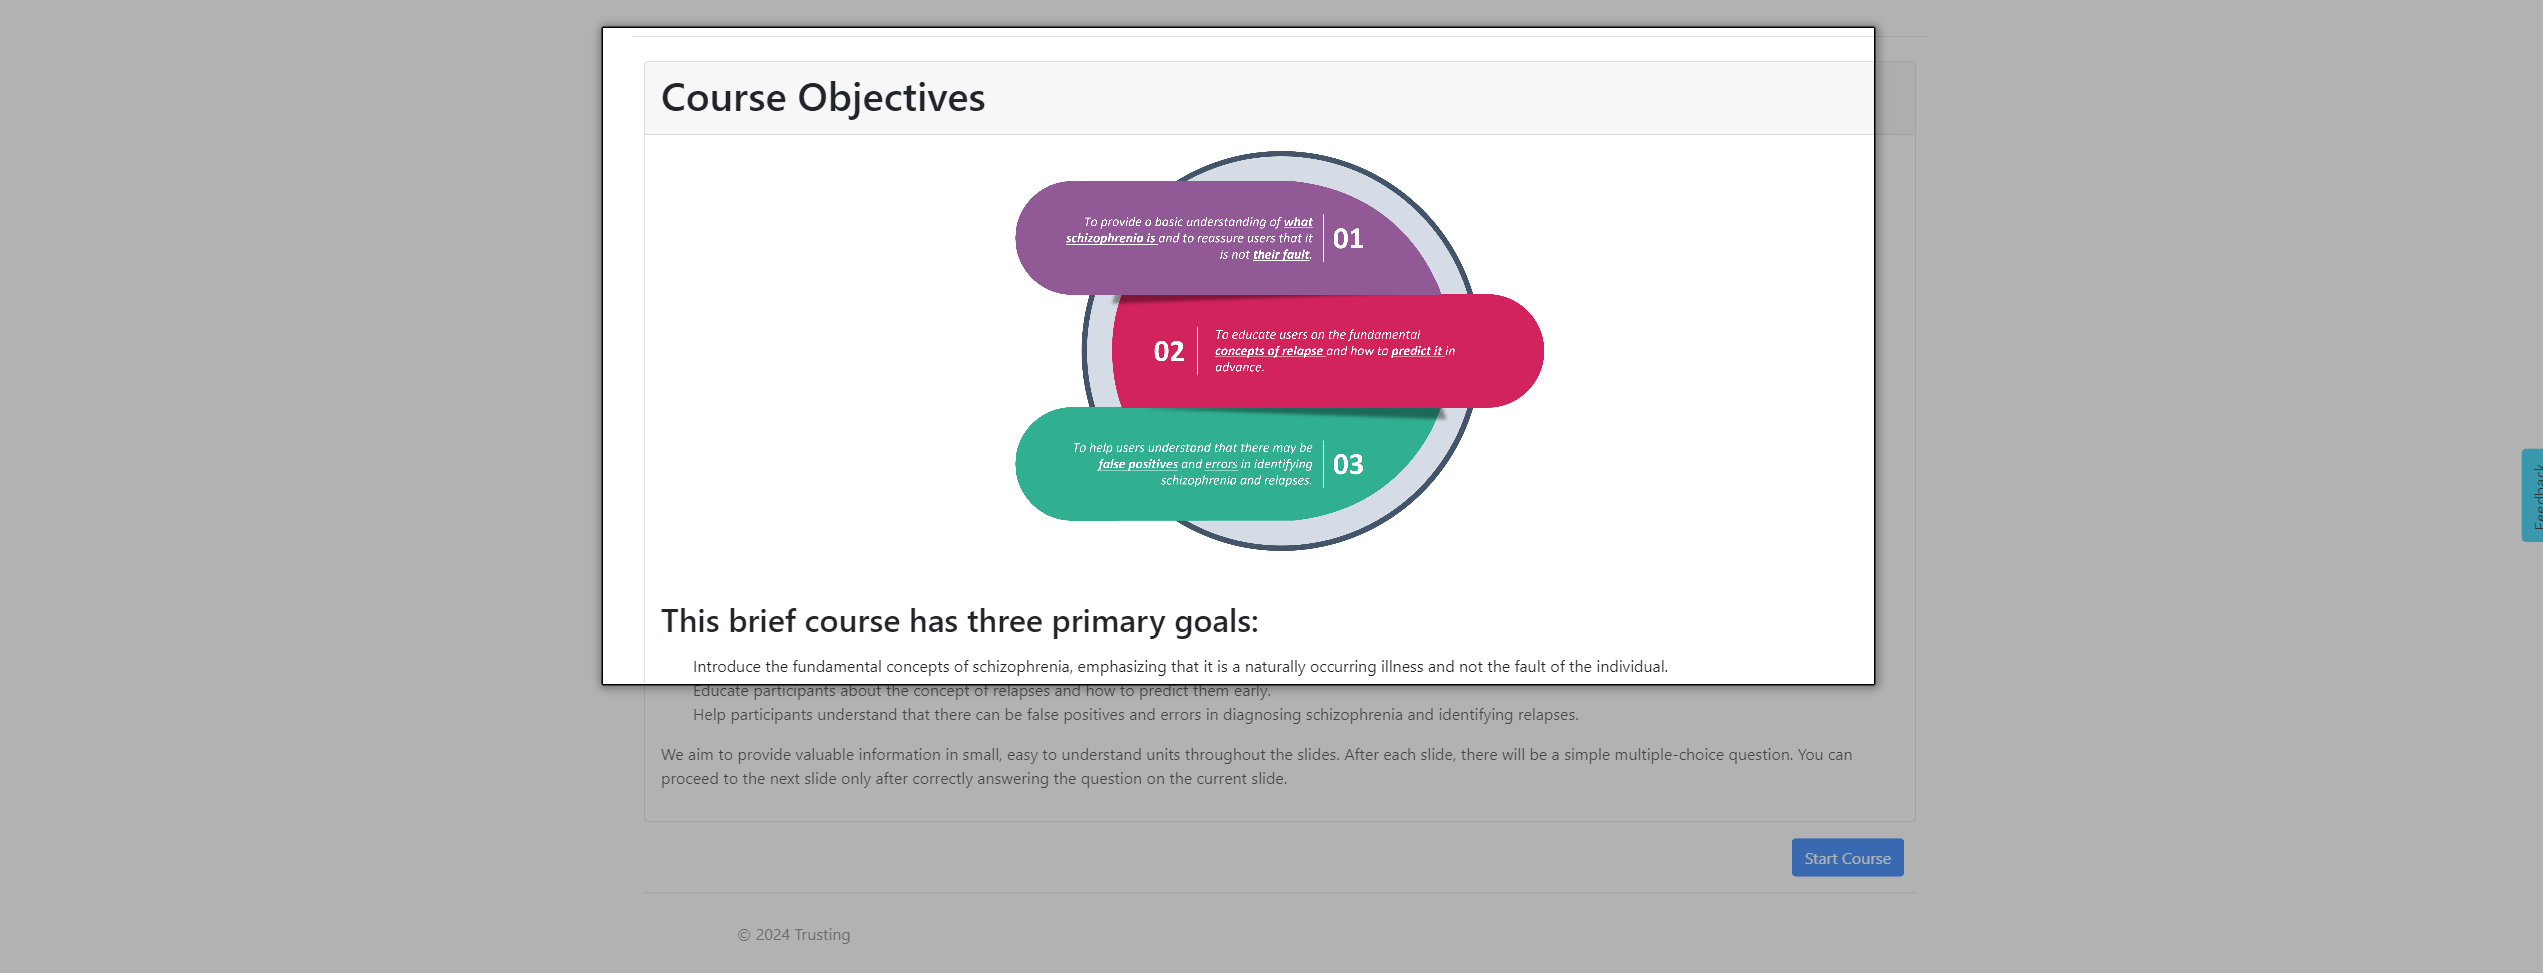 Course Objectives
To provide a basic understanding of what
schizophrenia is and to reassure users that it
is not their fault.
01
02
To educate users on the fundamental
concepts of relapse and how to predict it in
advance.
To help users understand that there may be
false positives and errors in identifying
schizophrenia and relapses.
03
Feedback
This brief course has three primary goals:
Introduce the fundamental concepts of schizophrenia, emphasizing that it is a naturally occurring illness and not the fault of the individual.
Educate participants about the concept of relapses and how to predict them early.
Help participants understand that there can be false positives and errors in diagnosing schizophrenia and identifying relapses.
We aim to provide valuable information in small, easy to understand units throughout the slides. After each slide, there will be a simple multiple-choice question. You can
proceed to the next slide only after correctly answering the question on the current slide.
Start Course
© 2024 Trusting